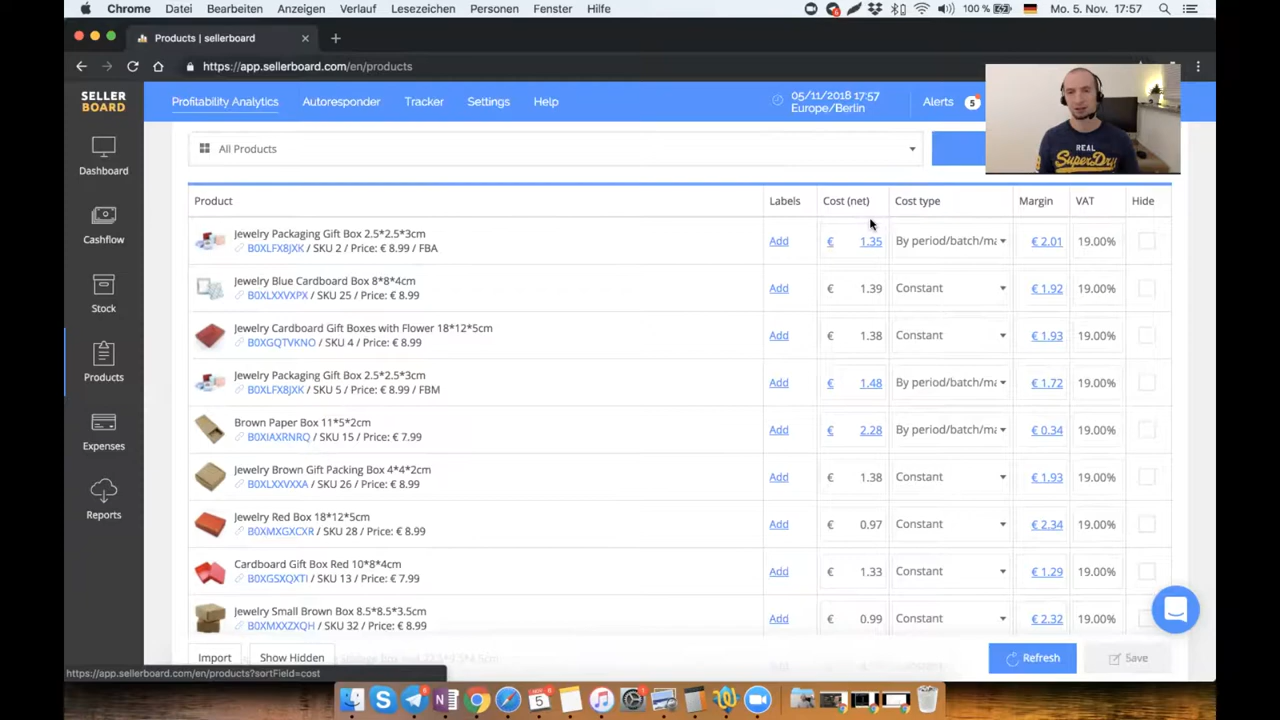 Chrome Datei Bearbeiten Anzeigen Verlauf Lesezeichen Personen Fenster Hilfe 100 % Mo. 5. Nov. 17:57
Products | sellerboard
https://app.sellerboard.com/en/products
SELLER BOARD
Profitability Analytics Autoresponder Tracker Settings Help 05/11/2018 17:57 Europe/Berlin Alerts 5
Dashboard
Cashflow
Stock
Products
Expenses
Reports
All Products
REAL
SUPERDRY
Product Labels Cost (net) Cost type Margin VAT Hide
Jewelry Packaging Gift Box 2.5*2.5*3cm
B0XLFX8JXK / SKU 2 / Price: € 8.99 / FBA
Add € 1.35 By period/batch/ma € 2.01 19.00%
Jewelry Blue Cardboard Box 8*8*4cm
B0XLXXVXPX / SKU 25 / Price: € 8.99
Add € 1.39 Constant € 1.92 19.00%
Jewelry Cardboard Gift Boxes with Flower 18*12*5cm
B0XGQTVKNO / SKU 4 / Price: € 8.99
Add € 1.38 Constant € 1.93 19.00%
Jewelry Packaging Gift Box 2.5*2.5*3cm
B0XLFX8JXK / SKU 5 / Price: € 8.99 / FBM
Add € 1.48 By period/batch/ma € 1.72 19.00%
Brown Paper Box 11*5*2cm
B0XIAXRNRQ / SKU 15 / Price: € 7.99
Add € 2.28 By period/batch/ma € 0.34 19.00%
Jewelry Brown Gift Packing Box 4*4*2cm
B0XLXXVXXA / SKU 26 / Price: € 8.99
Add € 1.38 Constant € 1.93 19.00%
Jewelry Red Box 18*12*5cm
B0XMXGXCXR / SKU 28 / Price: € 8.99
Add € 0.97 Constant € 2.34 19.00%
Cardboard Gift Box Red 10*8*4cm
B0XGSXQXTI / SKU 13 / Price: € 7.99
Add € 1.33 Constant € 1.29 19.00%
Jewelry Small Brown Box 8.5*8.5*3.5cm
B0XMXXZXQH / SKU 32 / Price: € 8.99
Add € 0.99 Constant € 2.32 19.00%
Import Show Hidden Refresh Save
https://app.sellerboard.com/en/products?sortField=cost